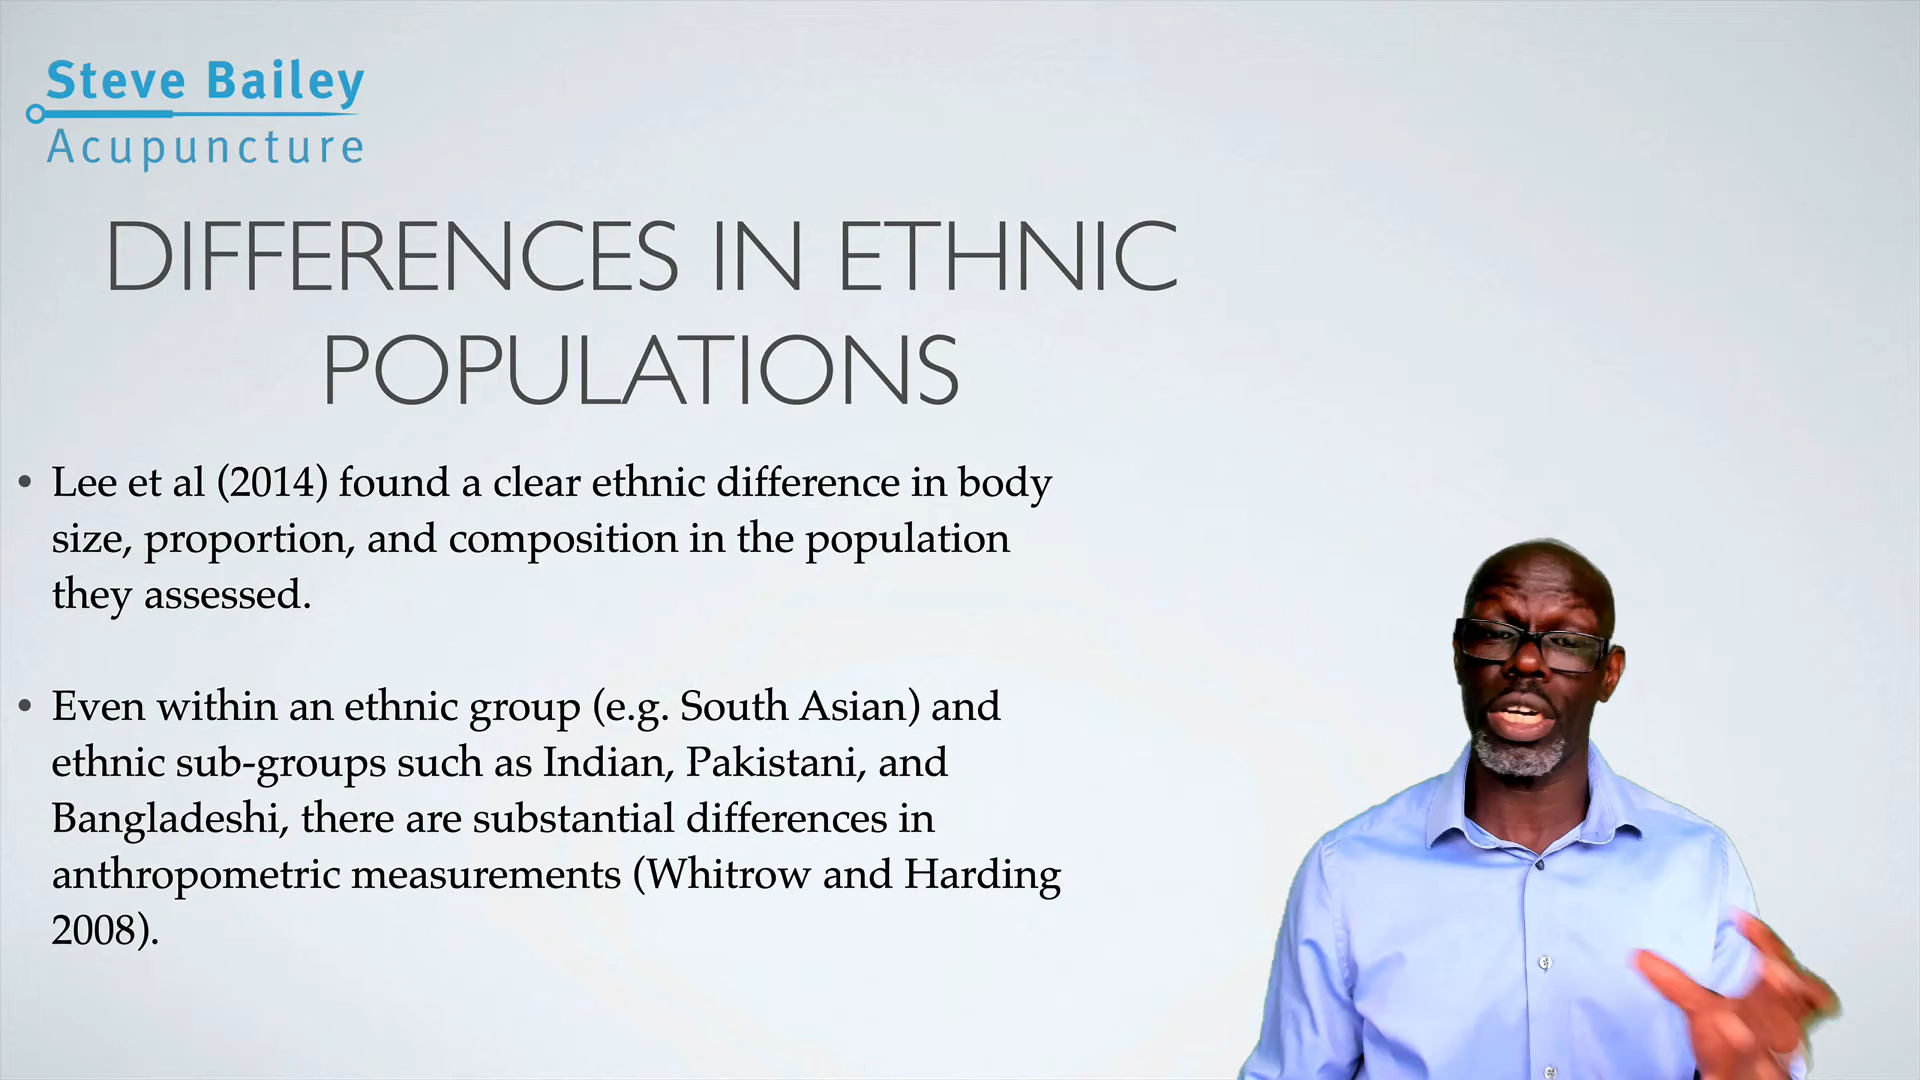 Steve Bailey
Acupuncture
DIFFERENCES IN ETHNIC
POPULATIONS
• Lee et al (2014) found a clear ethnic difference in body
size, proportion, and composition in the population
they assessed.
• Even within an ethnic group (e.g. South Asian) and
ethnic sub-groups such as Indian, Pakistani, and
Bangladeshi, there are substantial differences in
anthropometric measurements (Whitrow and Harding
2008).